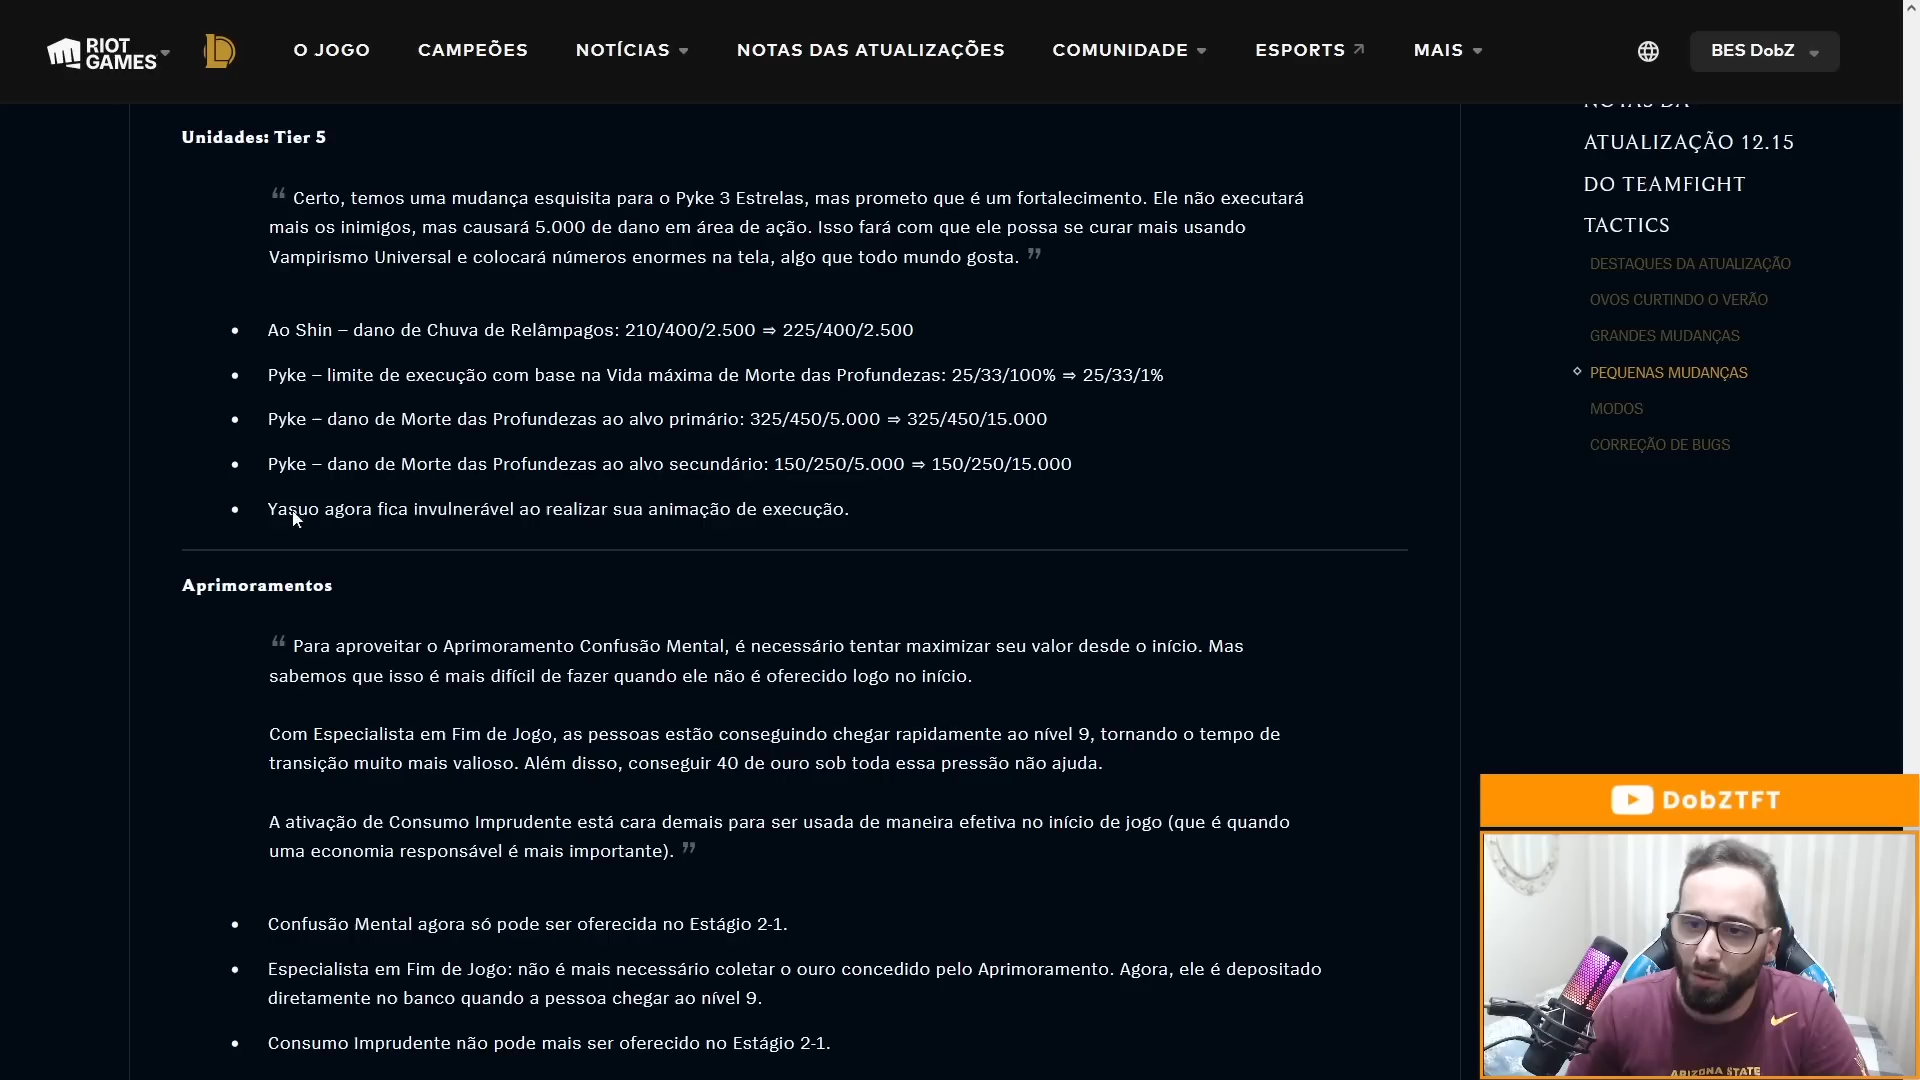 RIOT GAMES
O JOGO
CAMPEÕES
NOTÍCIAS
NOTAS DAS ATUALIZAÇÕES
COMUNIDADE
ESPORTS
MAIS
BES DobZ
Unidades: Tier 5
“ Certo, temos uma mudança esquisita para o Pyke 3 Estrelas, mas prometo que é um fortalecimento. Ele não executará
mais os inimigos, mas causará 5.000 de dano em área de ação. Isso fará com que ele possa se curar mais usando
Vampirismo Universal e colocará números enormes na tela, algo que todo mundo gosta. ”
• Ao Shin – dano de Chuva de Relâmpagos: 210/400/2.500 ⇒ 225/400/2.500
• Pyke – limite de execução com base na Vida máxima de Morte das Profundezas: 25/33/100% ⇒ 25/33/1%
• Pyke – dano de Morte das Profundezas ao alvo primário: 325/450/5.000 ⇒ 325/450/15.000
• Pyke – dano de Morte das Profundezas ao alvo secundário: 150/250/5.000 ⇒ 150/250/15.000
• Yasuo agora fica invulnerável ao realizar sua animação de execução.
Aprimoramentos
“ Para aproveitar o Aprimoramento Confusão Mental, é necessário tentar maximizar seu valor desde o início. Mas
sabemos que isso é mais difícil de fazer quando ele não é oferecido logo no início.
Com Especialista em Fim de Jogo, as pessoas estão conseguindo chegar rapidamente ao nível 9, tornando o tempo de
transição muito mais valioso. Além disso, conseguir 40 de ouro sob toda essa pressão não ajuda.
A ativação de Consumo Imprudente está cara demais para ser usada de maneira efetiva no início de jogo (que é quando
uma economia responsável é mais importante). ”
• Confusão Mental agora só pode ser oferecida no Estágio 2-1.
• Especialista em Fim de Jogo: não é mais necessário coletar o ouro concedido pelo Aprimoramento. Agora, ele é depositado
diretamente no banco quando a pessoa chegar ao nível 9.
• Consumo Imprudente não pode mais ser oferecido no Estágio 2-1.
NOTAS DA
ATUALIZAÇÃO 12.15
DO TEAMFIGHT
TACTICS
DESTAQUES DA ATUALIZAÇÃO
OVOS CURTINDO O VERÃO
GRANDES MUDANÇAS
PEQUENAS MUDANÇAS
MODOS
CORREÇÃO DE BUGS
DobZTFT
ARIZONA STATE